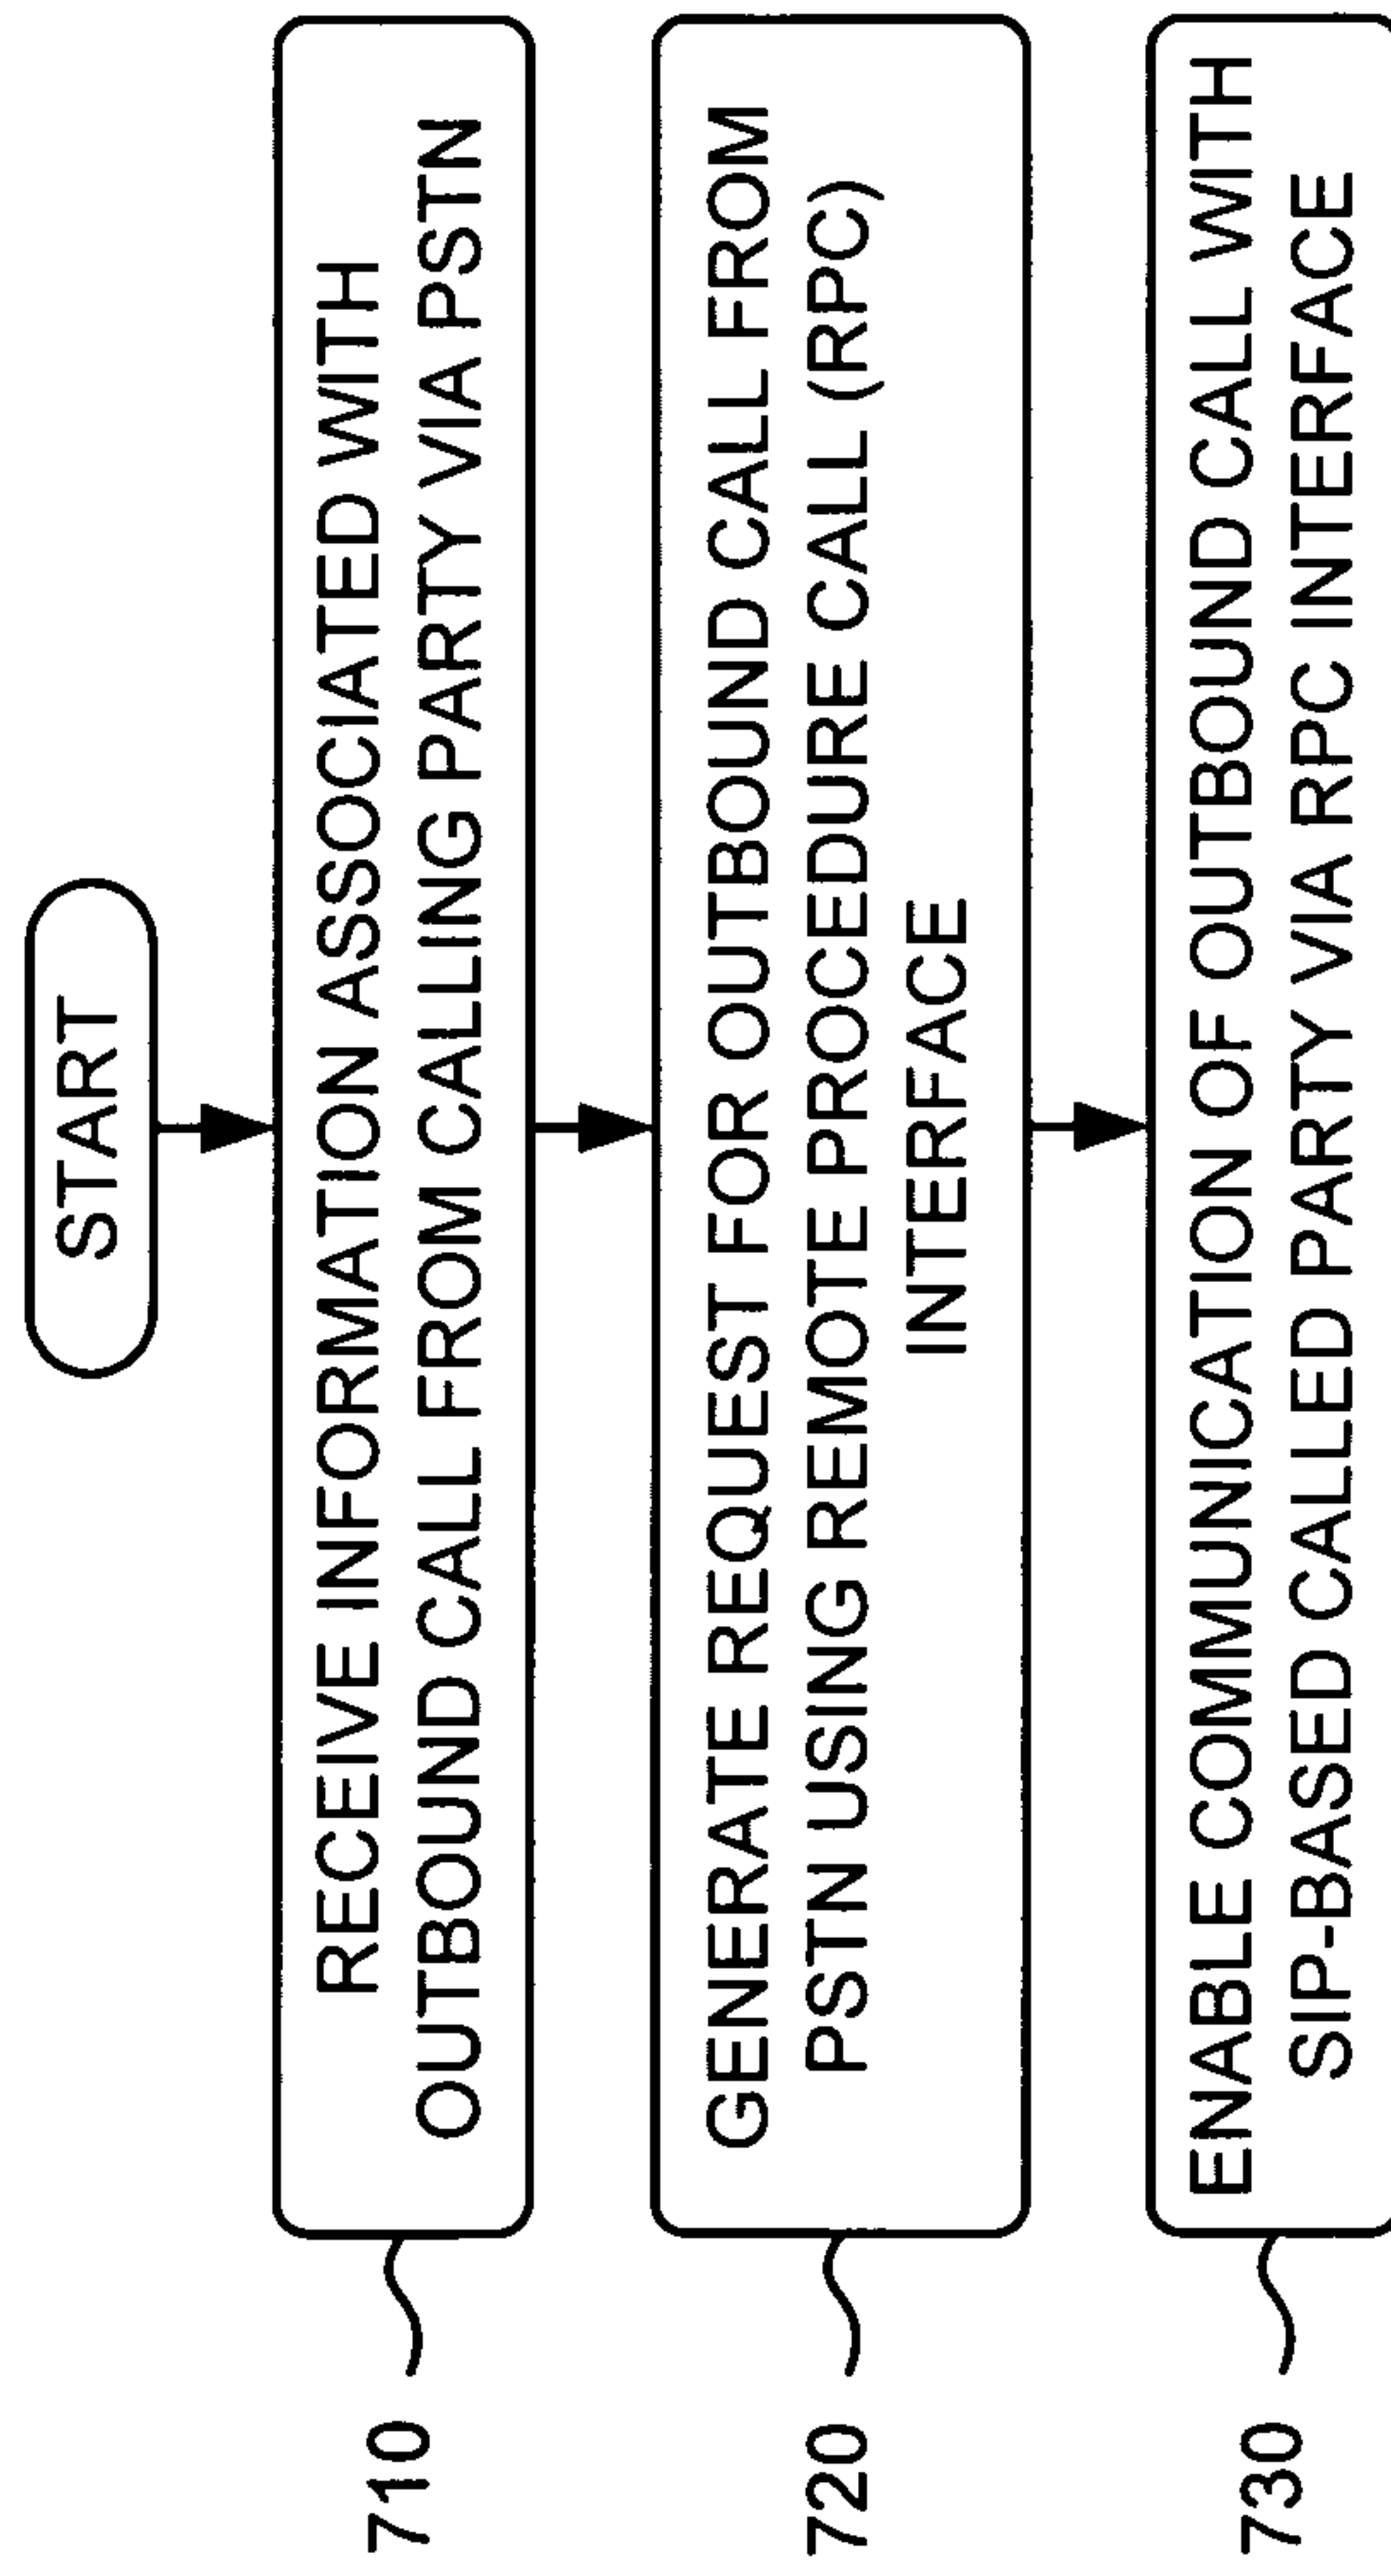 START
RECEIVE INFORMATION ASSOCIATED WITH
OUTBOUND CALL FROM CALLING PARTY VIA PSTN
710
GENERATE REQUEST FOR OUTBOUND CALL FROM
PSTN USING REMOTE PROCEDURE CALL (RPC)
INTERFACE
720
ENABLE COMMUNICATION OF OUTBOUND CALL WITH
SIP-BASED CALLED PARTY VIA RPC INTERFACE
730